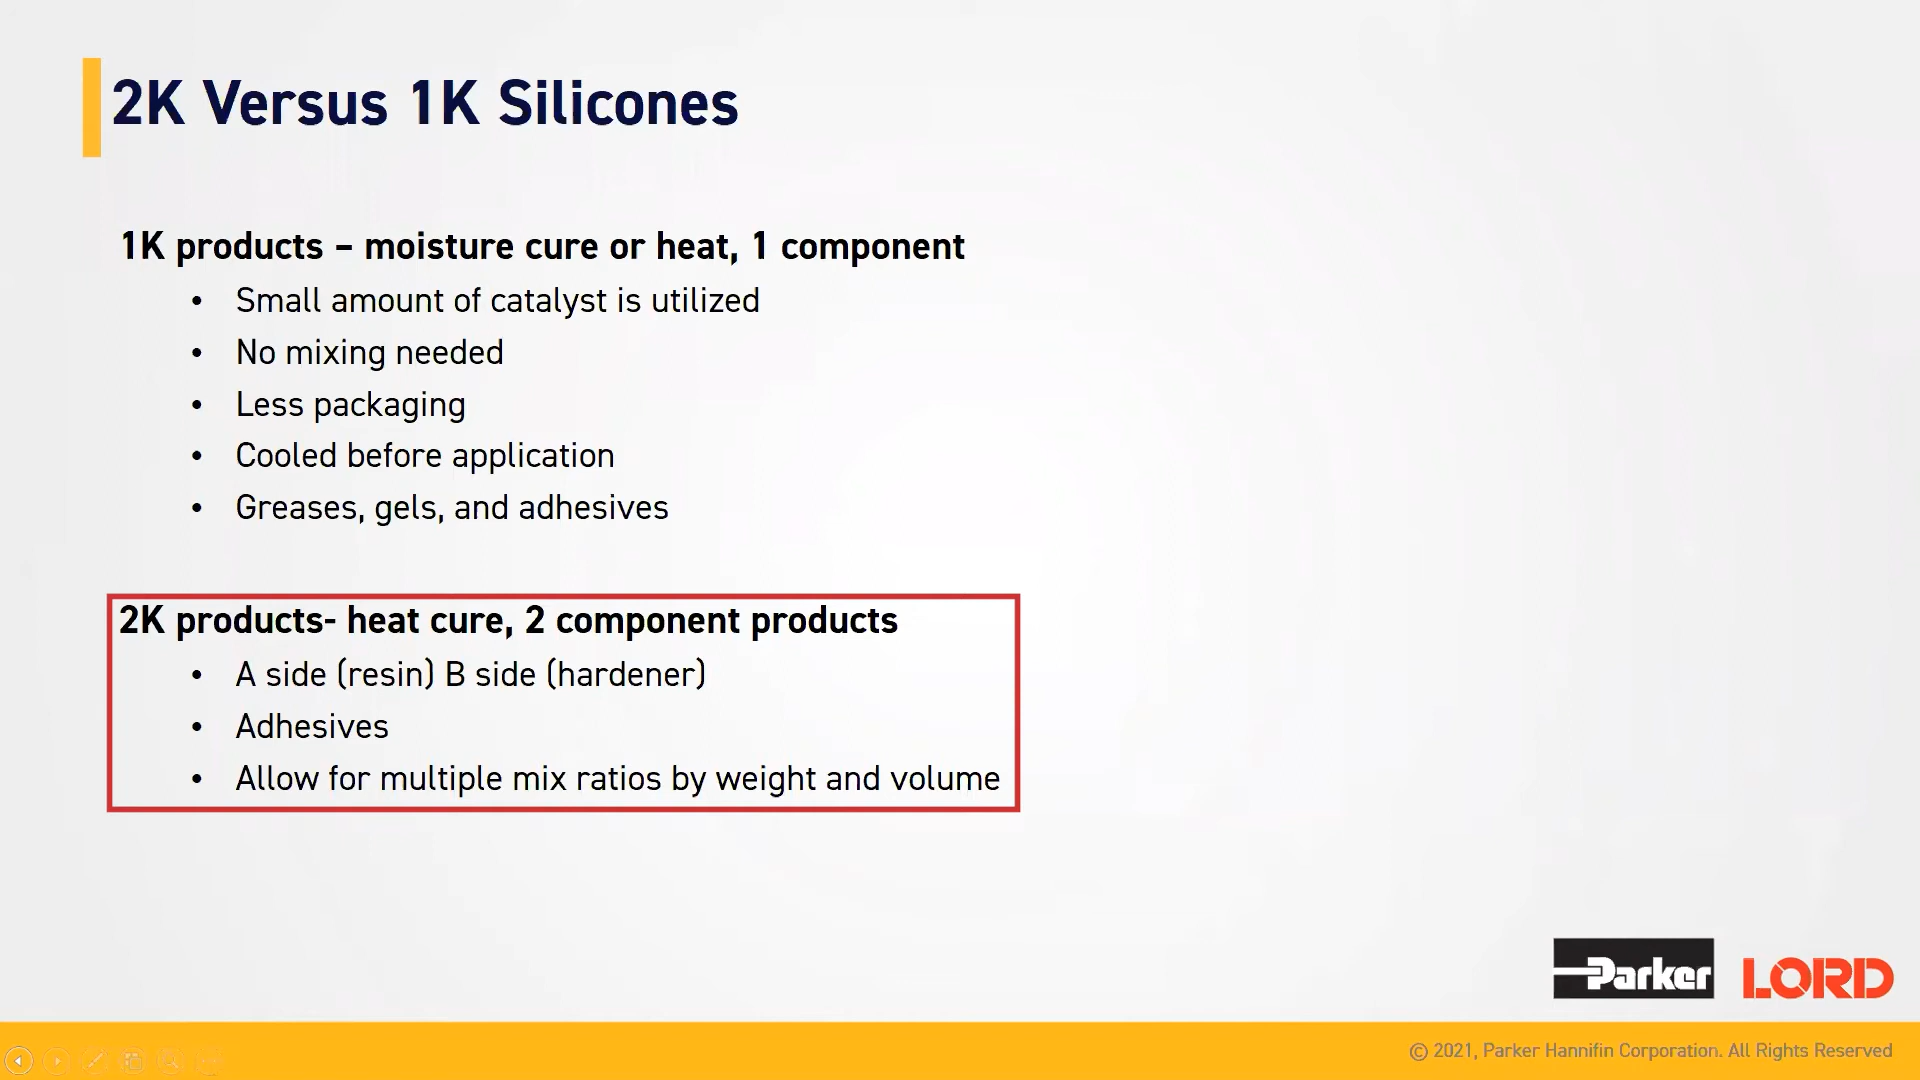 2K Versus 1K Silicones
1K products – moisture cure or heat, 1 component
• Small amount of catalyst is utilized
• No mixing needed
• Less packaging
• Cooled before application
• Greases, gels, and adhesives
2K products- heat cure, 2 component products
• A side (resin) B side (hardener)
• Adhesives
• Allow for multiple mix ratios by weight and volume
Parker LORD
© 2021, Parker Hannifin Corporation. All Rights Reserved